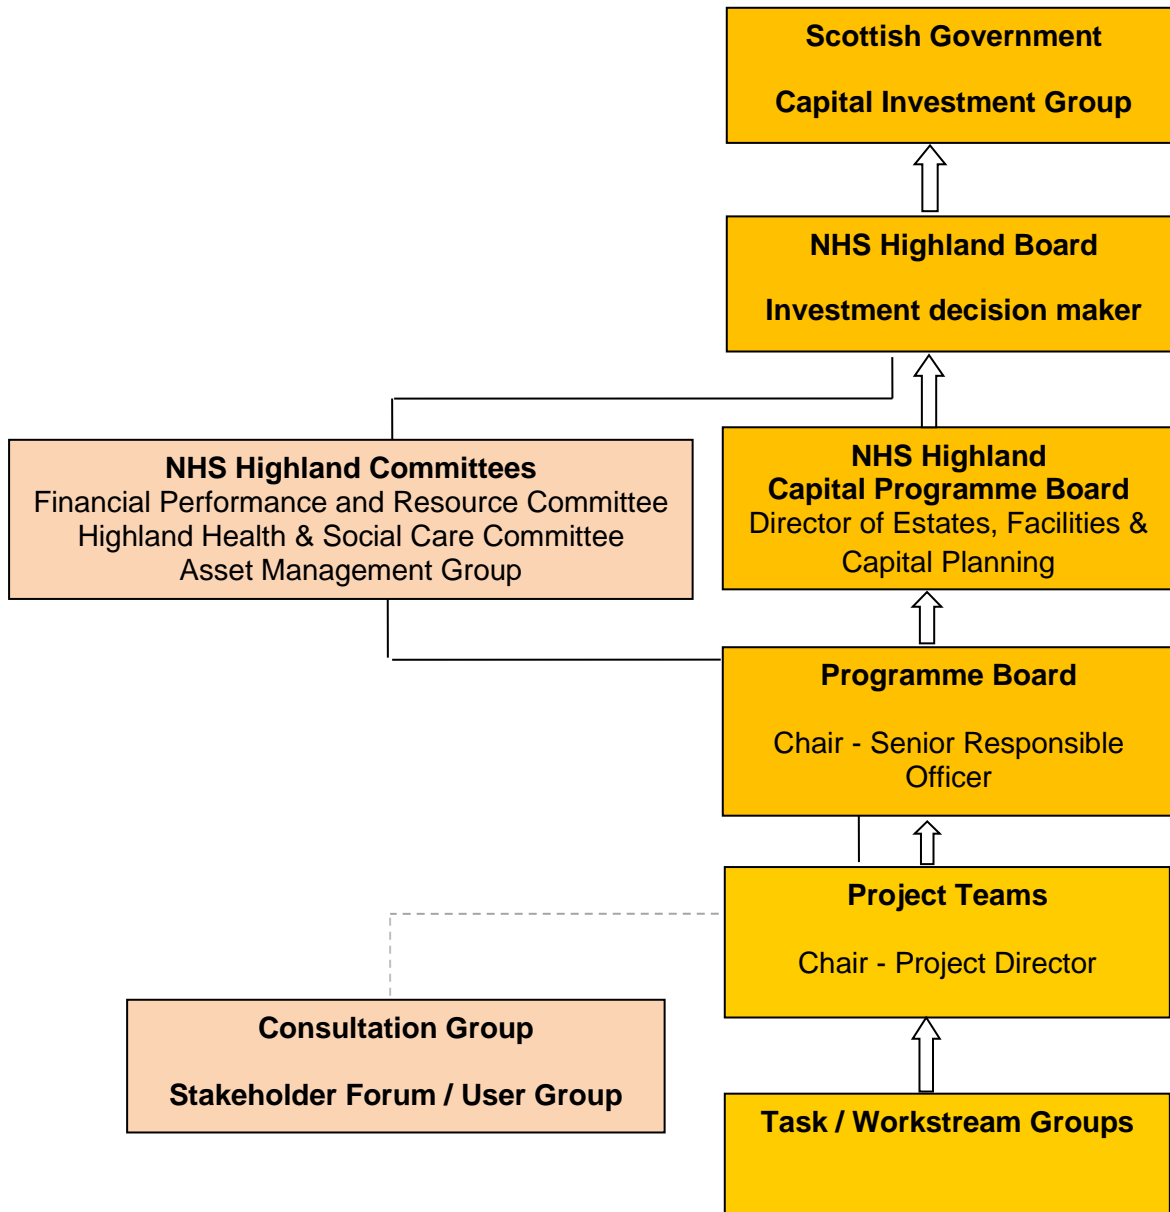 Scottish Government
Capital Investment Group
NHS Highland Board
Investment decision maker
NHS Highland Committees
Financial Performance and Resource Committee
Highland Health & Social Care Committee
Asset Management Group
NHS Highland
Capital Programme Board
Director of Estates, Facilities &
Capital Planning
Programme Board
Chair - Senior Responsible
Officer
Project Teams
Chair - Project Director
Consultation Group
Stakeholder Forum / User Group
Task / Workstream Groups